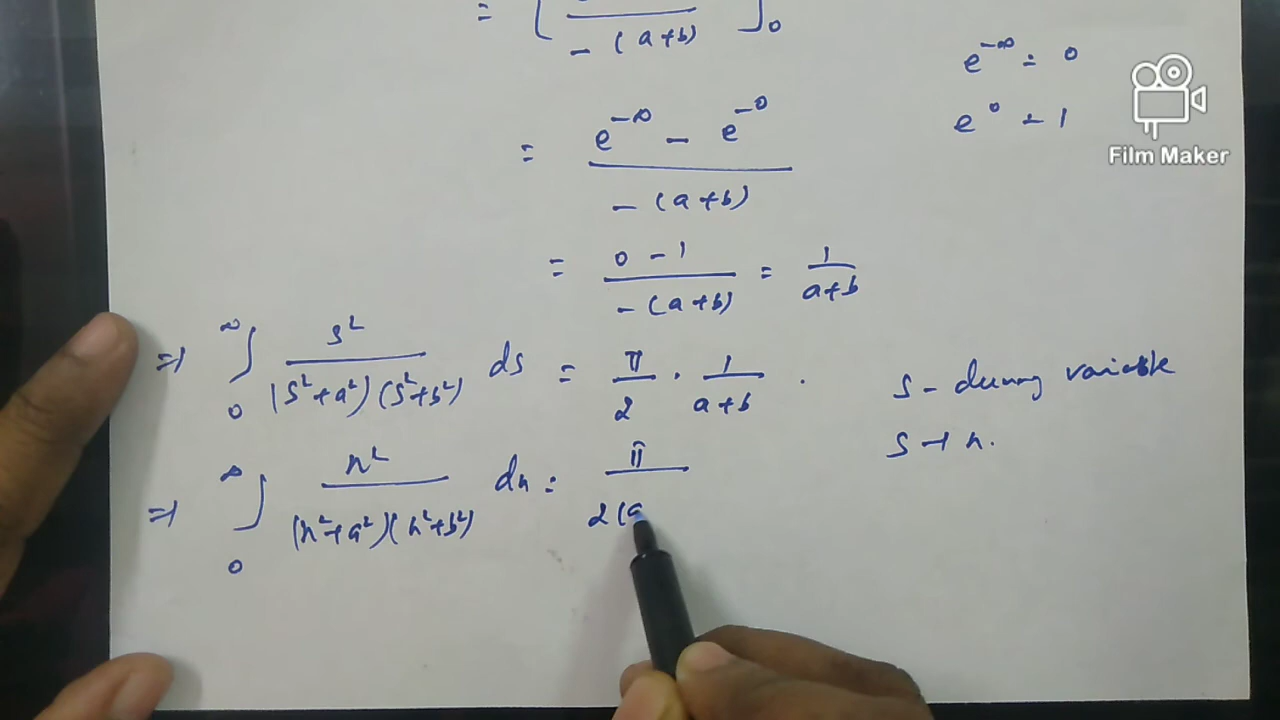 = [ / - (a+b) ]₀
e^-∞ = 0
e^0 = 1
Film Maker
= e^-∞ - e^-0 / - (a+b)
= 0 - 1 / - (a+b) = 1 / a+b
=> ∫₀^∞ s² / (s²+a²)(s²+b²) ds = π/2 · 1/a+b .
s - dummy variable
s → x.
=> ∫₀^∞ x² / (x²+a²)(x²+b²) dx = π / 2(a